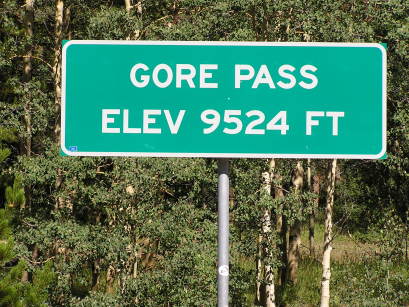 GORE PASS
ELEV 9524 FT